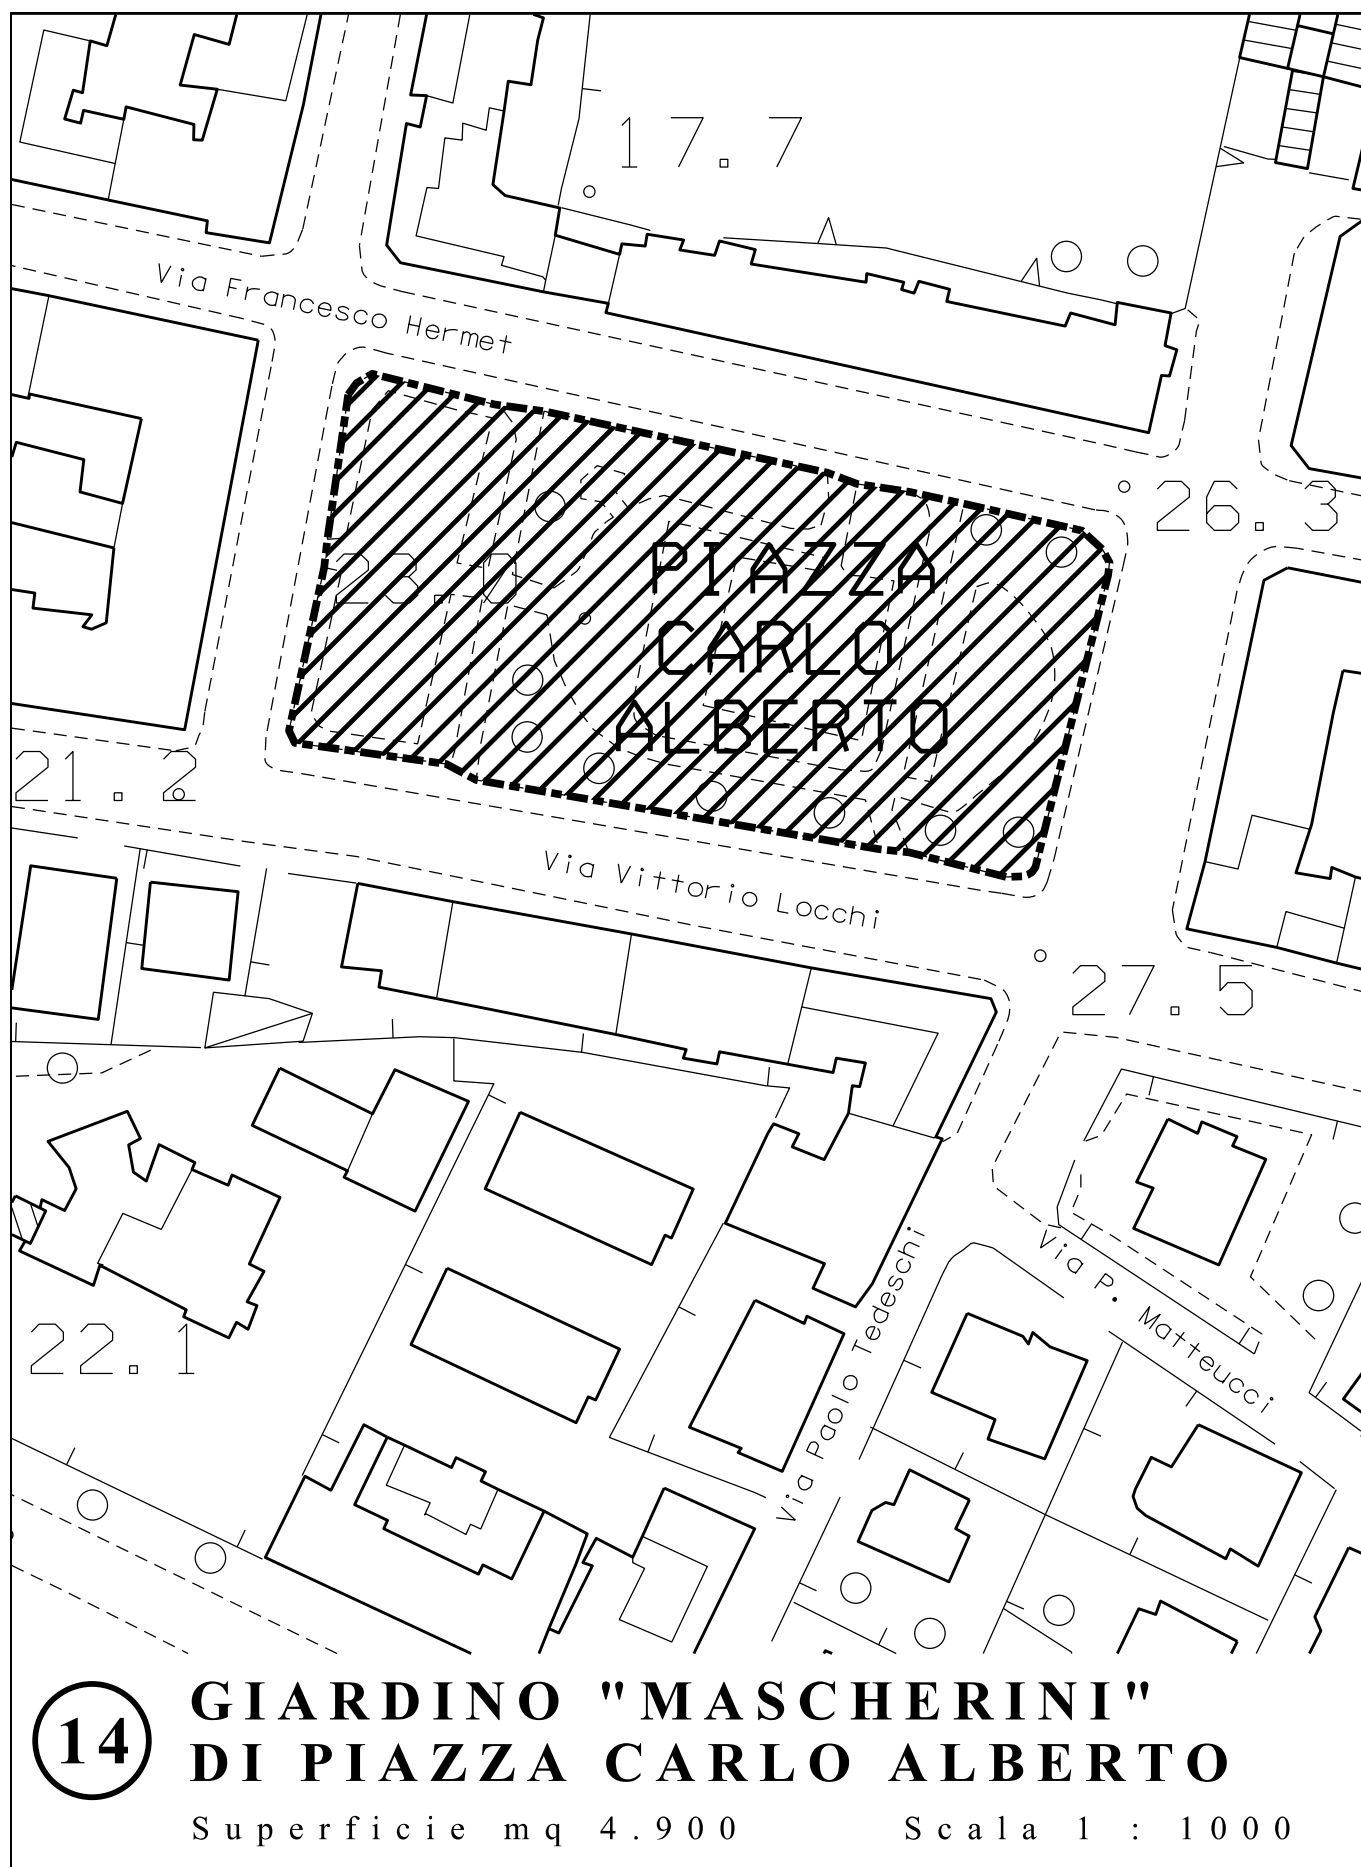 17.7
Via Francesco Hermet
26.3
23.0
PIAZZA
CARLO
ALBERTO
21.2
Via Vittorio Locchi
27.5
Via P. Matteucci
Via Paolo Tedeschi
22.1
14
GIARDINO "MASCHERINI"
DI PIAZZA CARLO ALBERTO
Superficie mq 4.900 Scala 1 : 1000